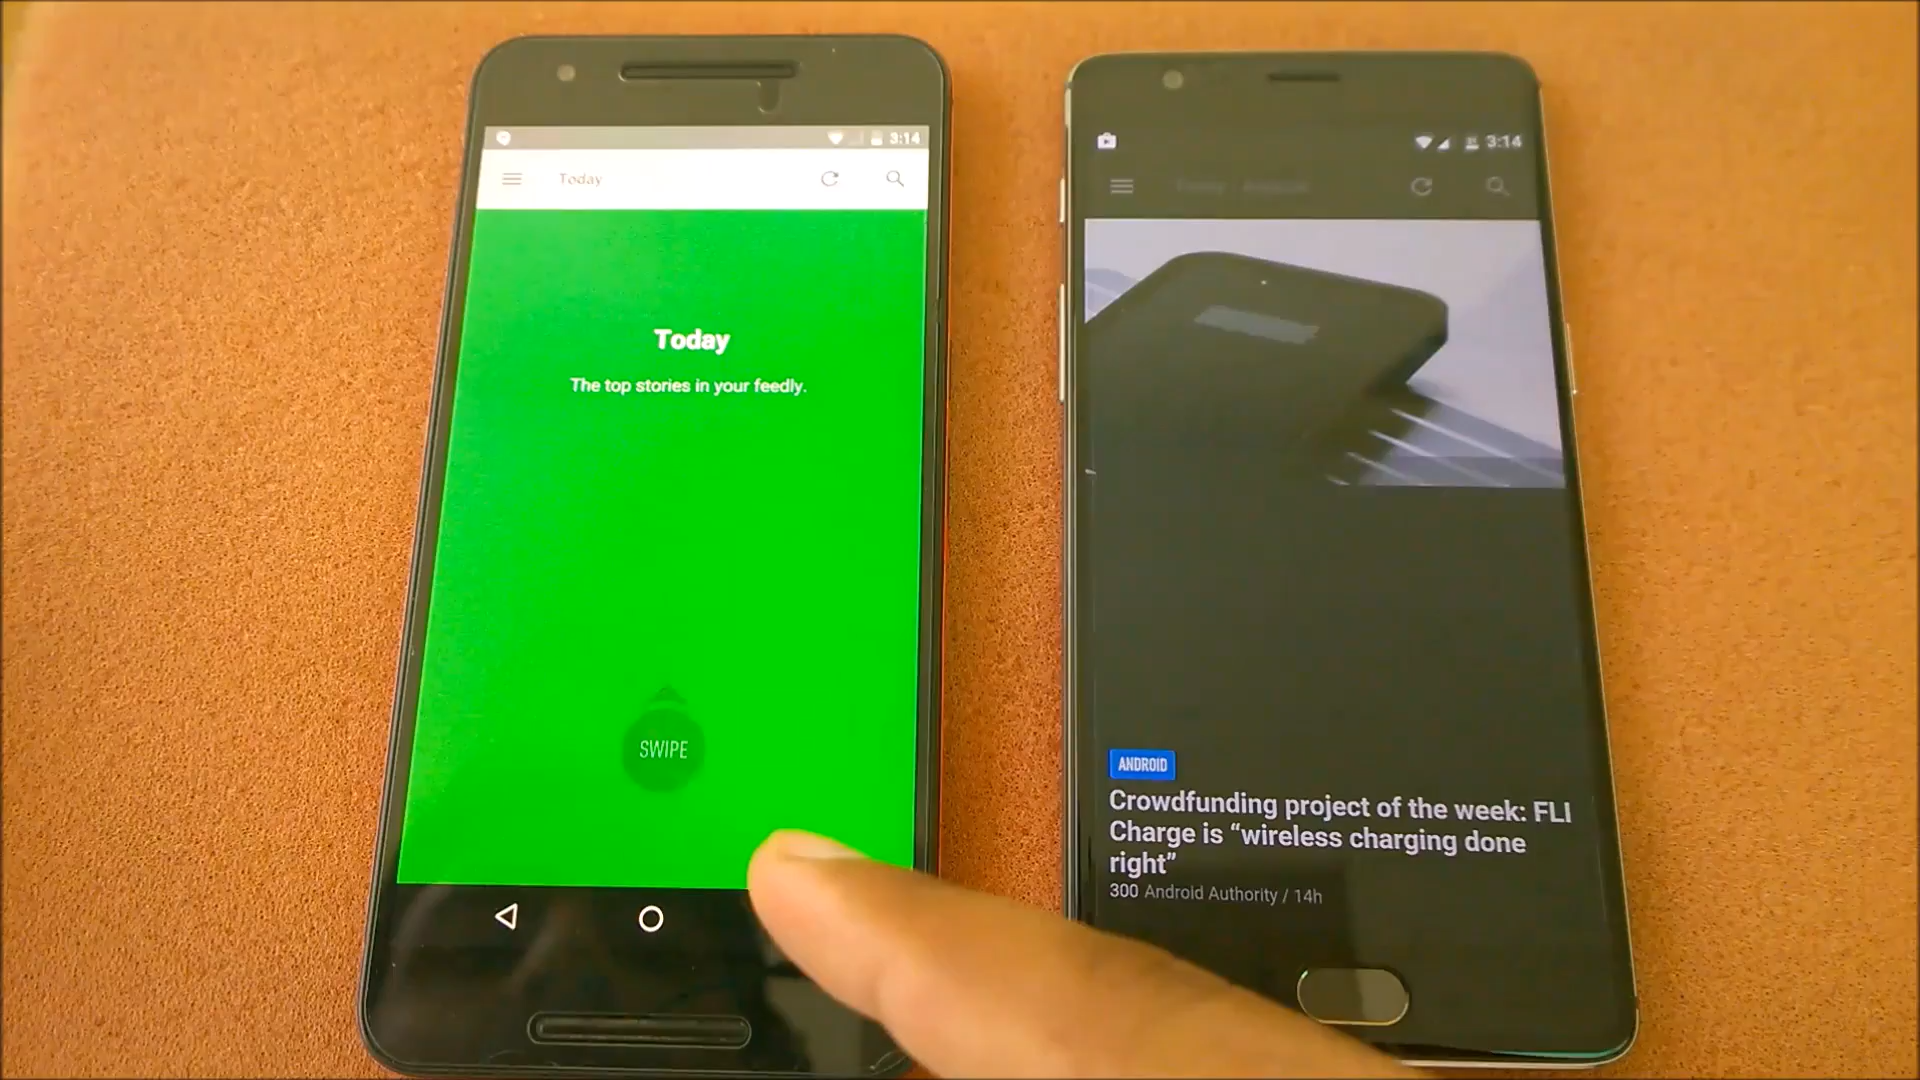 3:14
Today
Today
The top stories in your feedly.
SWIPE
3:14
ANDROID
Crowdfunding project of the week: FLI
Charge is “wireless charging done
right”
300 Android Authority / 14h